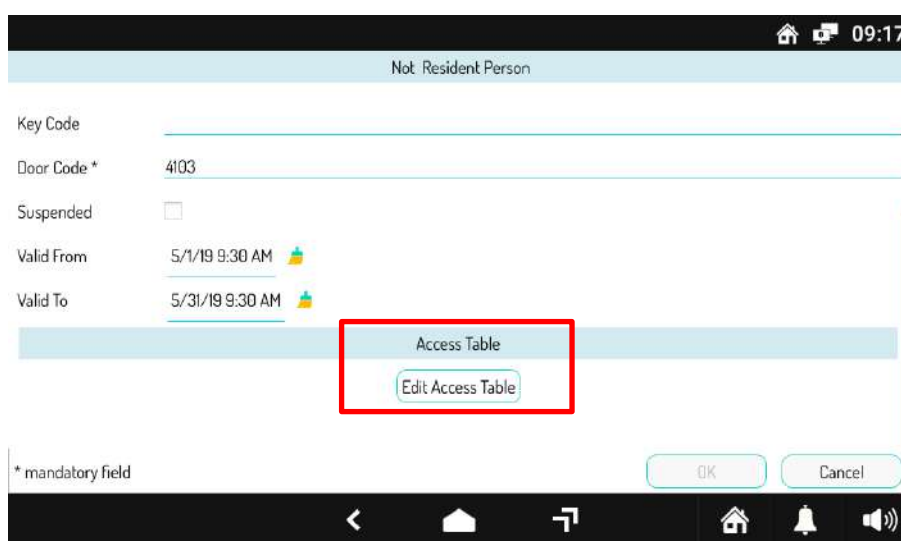 09:17
Not Resident Person
Key Code
Door Code * 4103
Suspended
Valid From 5/1/19 9:30 AM
Valid To 5/31/19 9:30 AM
Access Table
Edit Access Table
* mandatory field OK Cancel